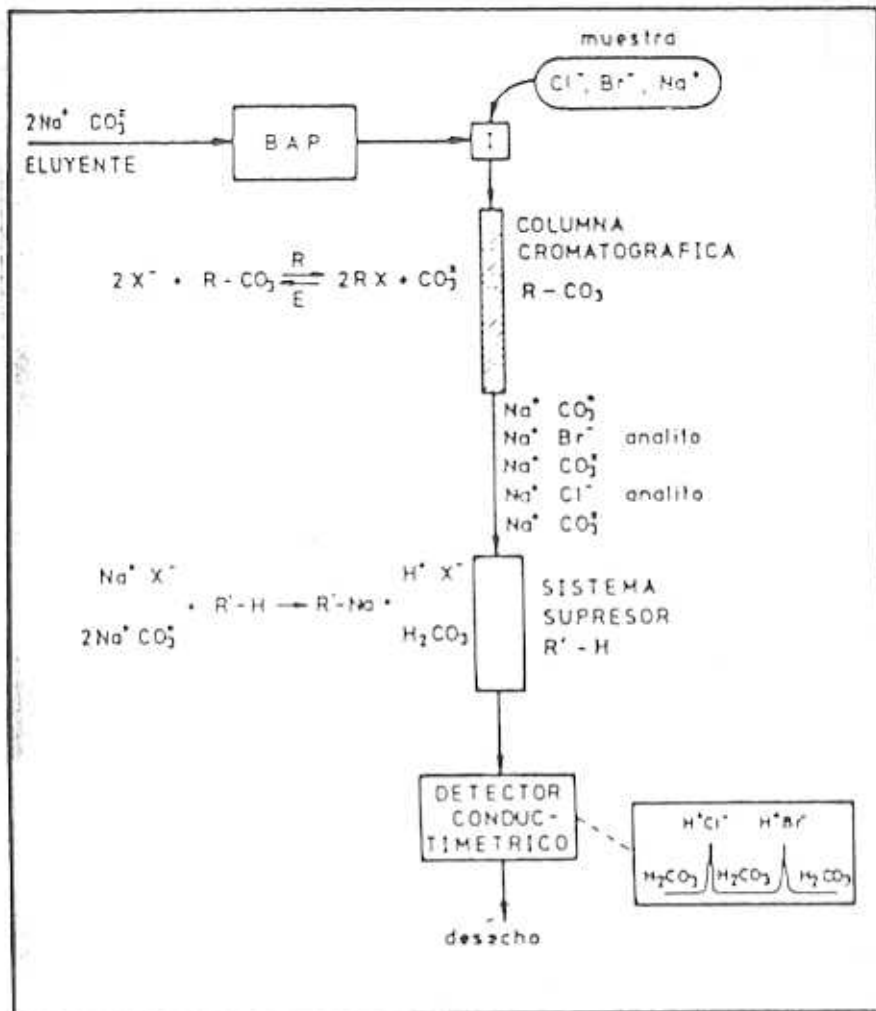 muestra
Cl⁻, Br⁻, Na⁺
2Na⁺ CO₃⁼
ELUYENTE
BAP
I
COLUMNA
CROMATOGRAFICA
R-CO₃
2X⁻ + R-CO₃ ⇌ 2RX + CO₃⁼
R
E
Na⁺ CO₃⁼
Na⁺ Br⁻ analito
Na⁺ CO₃⁼
Na⁺ Cl⁻ analito
Na⁺ CO₃⁼
Na⁺ X⁻
2Na⁺ CO₃⁼
+ R'-H → R'-Na +
H⁺ X⁻
H₂CO₃
SISTEMA
SUPRESOR
R'-H
DETECTOR
CONDUC-
TIMETRICO
H⁺Cl⁻ H⁺Br⁻
H₂CO₃ H₂CO₃ H₂CO₃
desecho